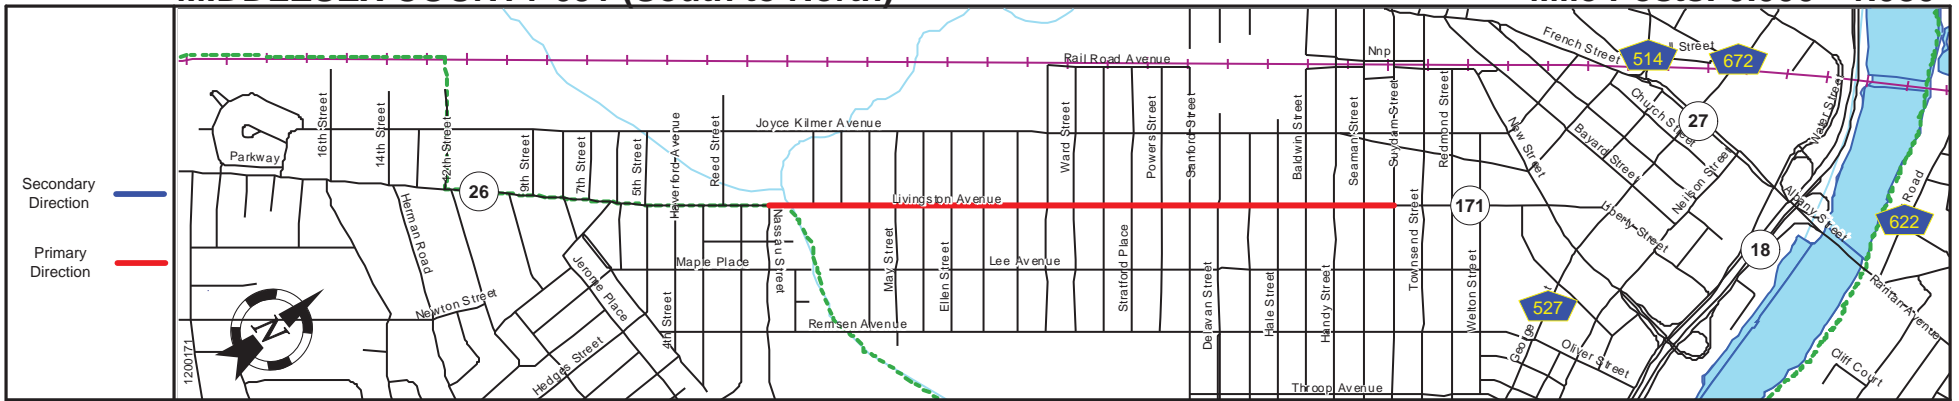 Secondary
Direction
Primary
Direction
Rail Road Avenue
Nnp
French Street
Street
514
672
16th Street
14th Street
12th Street
9th Street
7th Street
5th Street
Haverford Avenue
Reed Street
Joyce Kilmer Avenue
Ward Street
Powers Street
Sanford Street
Baldwin Street
Seaman Street
Suydam Street
Redmond Street
New Street
Church Street
27
Water Street
Bayard Street
Nelson Street
Parkway
26
Livingston Avenue
171
Albany Street
Road
622
Liberty Street
18
Herman Road
Jerome Place
Maple Place
Nassau Street
May Street
Ellen Street
Lee Avenue
Stratford Place
Delavan Street
Hale Street
Handy Street
Townsend Street
Welton Street
527
George
Raritan Avenue
Newton Street
4th Street
Remsen Avenue
Hedges Street
Oliver Street
Cliff Court
Throop Avenue
N
1200171